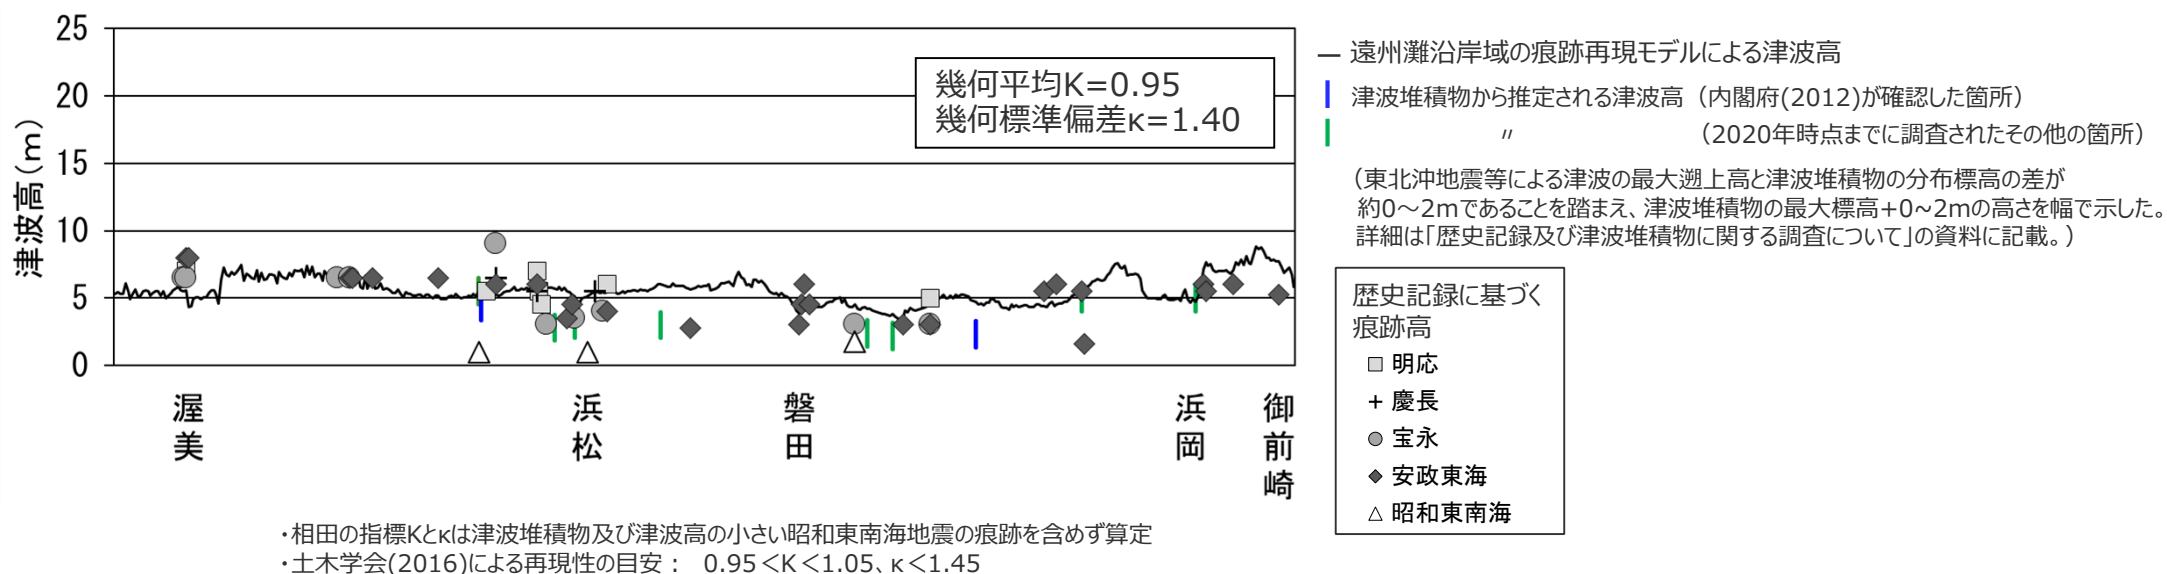 25
20
15
10
5
0
津波高(m)
幾何平均K=0.95
幾何標準偏差κ=1.40
渥美
浜松
磐田
浜岡
御前崎
― 遠州灘沿岸域の痕跡再現モデルによる津波高
津波堆積物から推定される津波高（内閣府(2012)が確認した箇所）
〃 （2020年時点までに調査されたその他の箇所）
（東北沖地震等による津波の最大遡上高と津波堆積物の分布標高の差が
約0～2mであることを踏まえ、津波堆積物の最大標高+0~2mの高さを幅で示した。
詳細は「歴史記録及び津波堆積物に関する調査について」の資料に記載。）
歴史記録に基づく
痕跡高
□ 明応
+ 慶長
● 宝永
◆ 安政東海
△ 昭和東南海
・相田の指標Kとκは津波堆積物及び津波高の小さい昭和東南海地震の痕跡を含めず算定
・土木学会(2016)による再現性の目安： 0.95＜K＜1.05、κ＜1.45